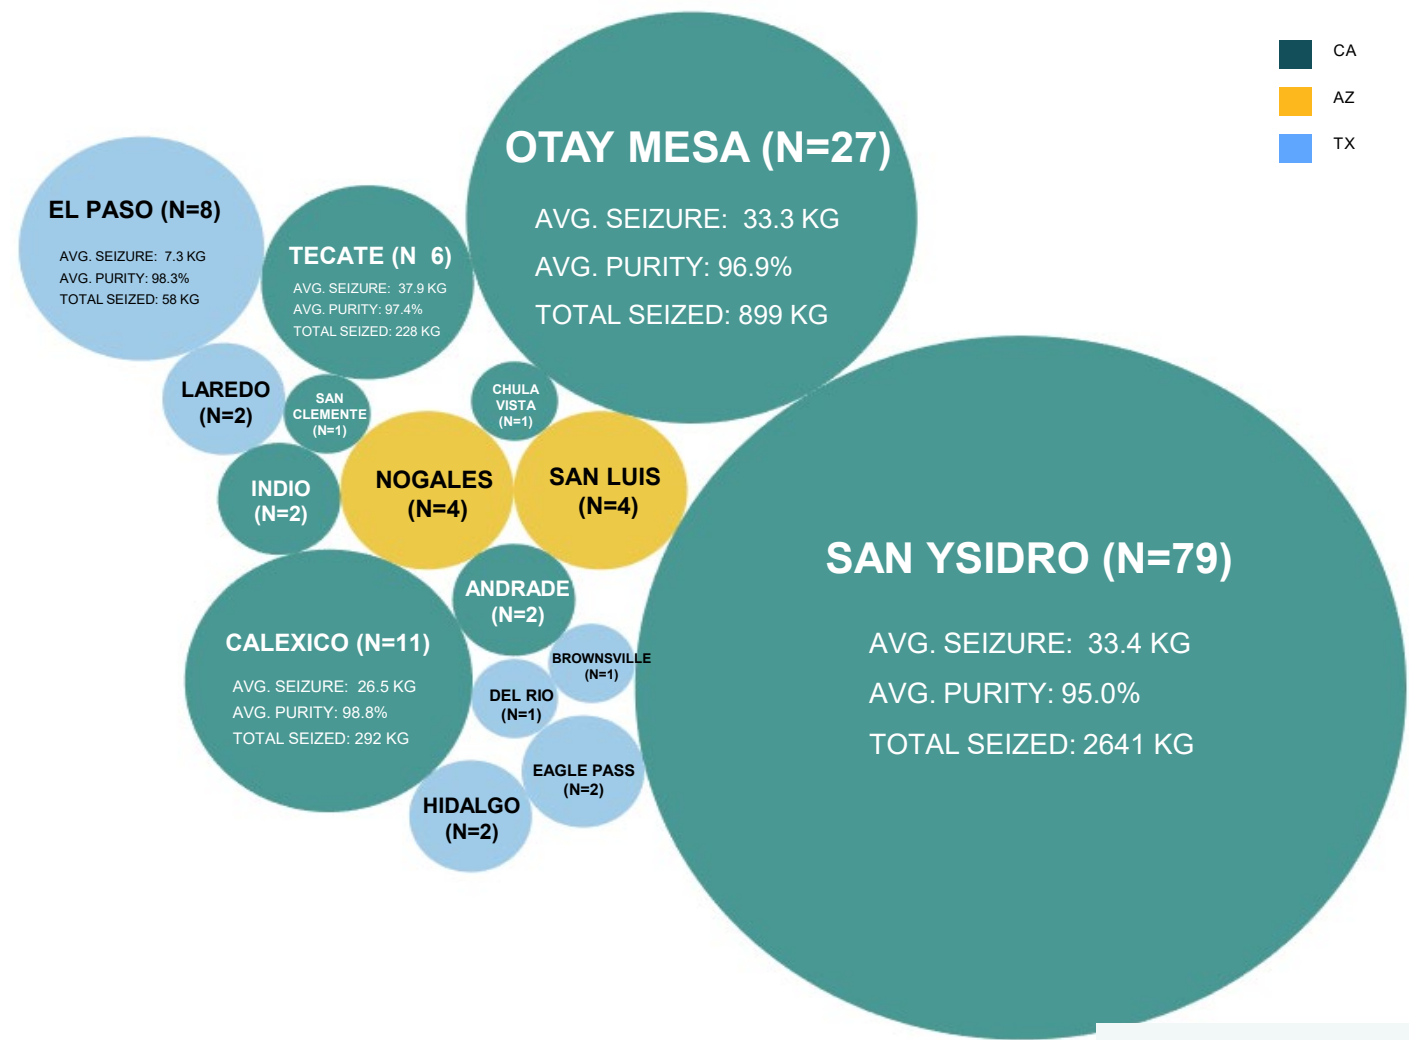 CA
AZ
TX
OTAY MESA (N=27)
AVG. SEIZURE: 33.3 KG
AVG. PURITY: 96.9%
TOTAL SEIZED: 899 KG
EL PASO (N=8)
AVG. SEIZURE: 7.3 KG
AVG. PURITY: 98.3%
TOTAL SEIZED: 58 KG
TECATE (N 6)
AVG. SEIZURE: 37.9 KG
AVG. PURITY: 97.4%
TOTAL SEIZED: 228 KG
LAREDO
(N=2)
SAN
CLEMENTE
(N=1)
CHULA
VISTA
(N=1)
INDIO
(N=2)
NOGALES
(N=4)
SAN LUIS
(N=4)
SAN YSIDRO (N=79)
AVG. SEIZURE: 33.4 KG
AVG. PURITY: 95.0%
TOTAL SEIZED: 2641 KG
ANDRADE
(N=2)
CALEXICO (N=11)
AVG. SEIZURE: 26.5 KG
AVG. PURITY: 98.8%
TOTAL SEIZED: 292 KG
BROWNSVILLE
(N=1)
DEL RIO
(N=1)
EAGLE PASS
(N=2)
HIDALGO
(N=2)